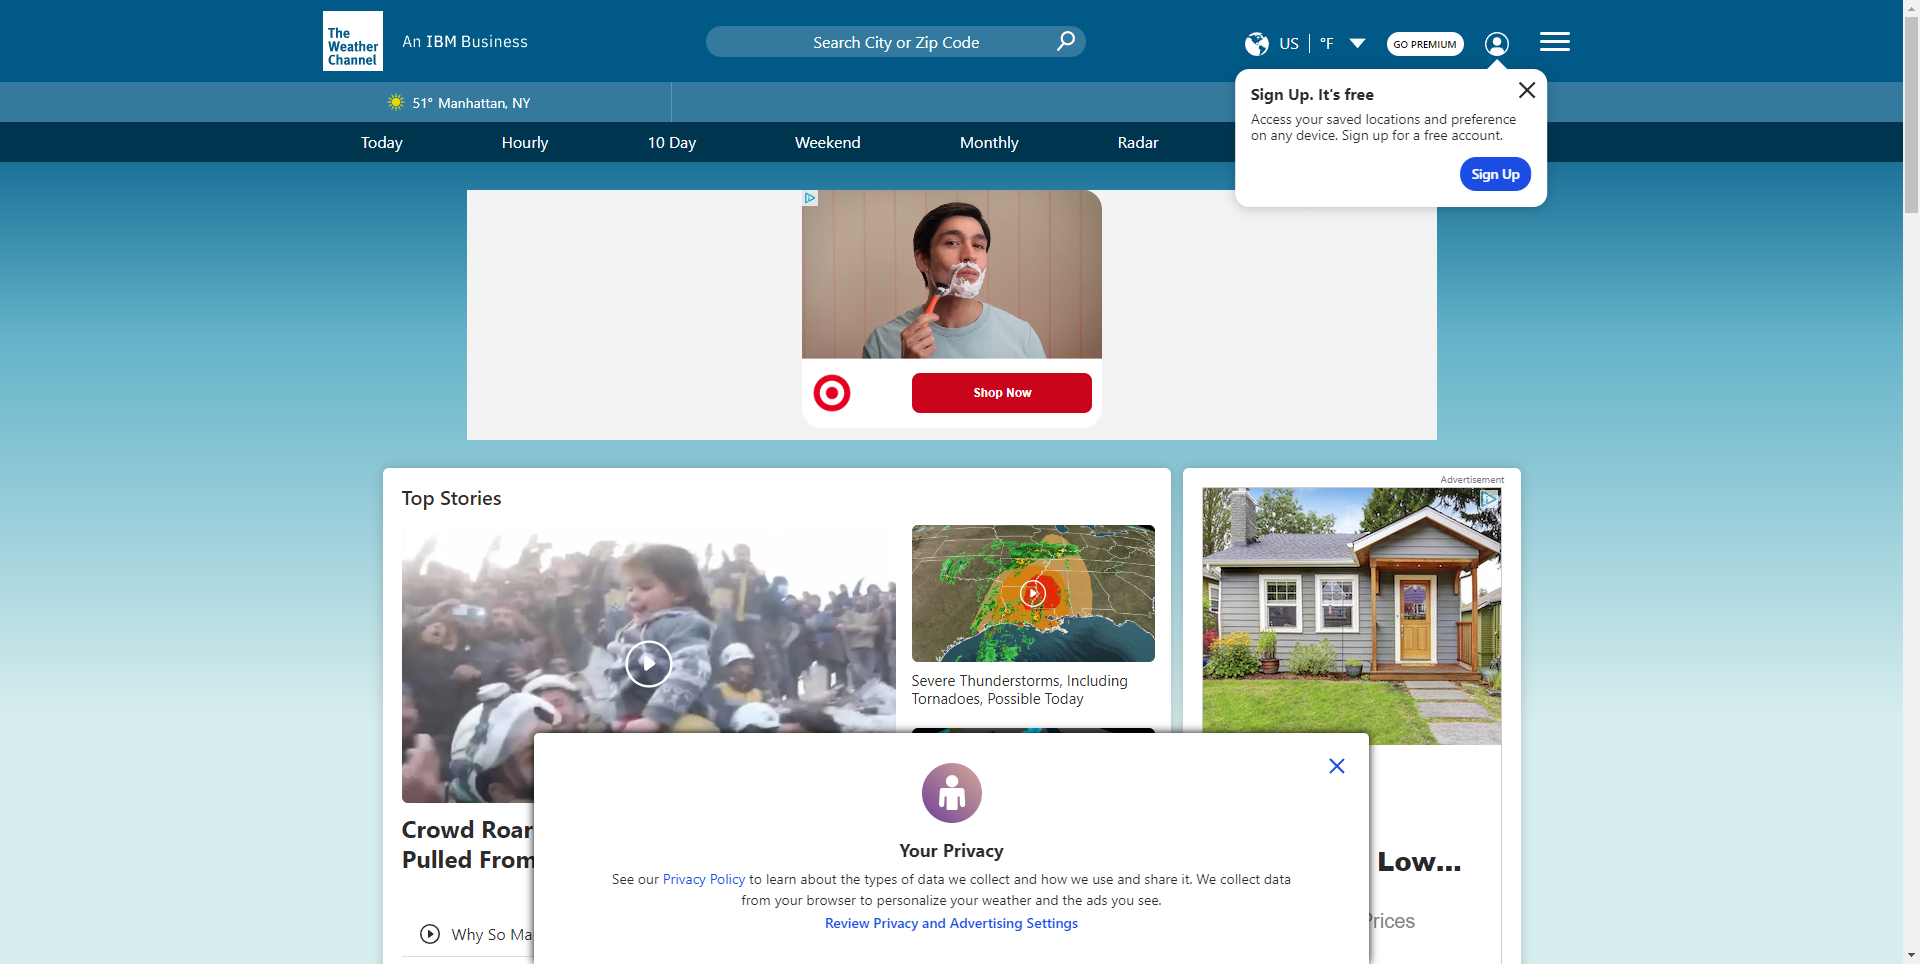 The
Weather
Channel
An IBM Business
Search City or Zip Code
US
°F
GO PREMIUM
51° Manhattan, NY
Sign Up. It's free
Access your saved locations and preference
on any device. Sign up for a free account.
Sign Up
Today
Hourly
10 Day
Weekend
Monthly
Radar
Shop Now
Top Stories
Severe Thunderstorms, Including
Tornadoes, Possible Today
Crowd Roar
Pulled From
Why So Ma
Advertisement
Low...
Prices
Your Privacy
See our Privacy Policy to learn about the types of data we collect and how we use and share it. We collect data
from your browser to personalize your weather and the ads you see.
Review Privacy and Advertising Settings